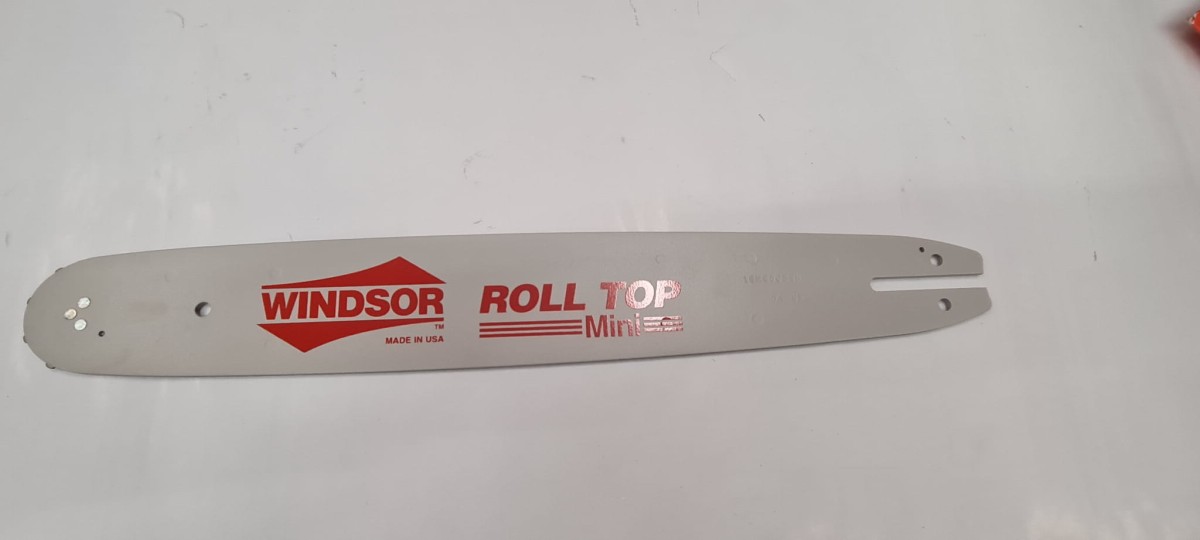 WINDSOR
TM
MADE IN USA
ROLL TOP
Mini